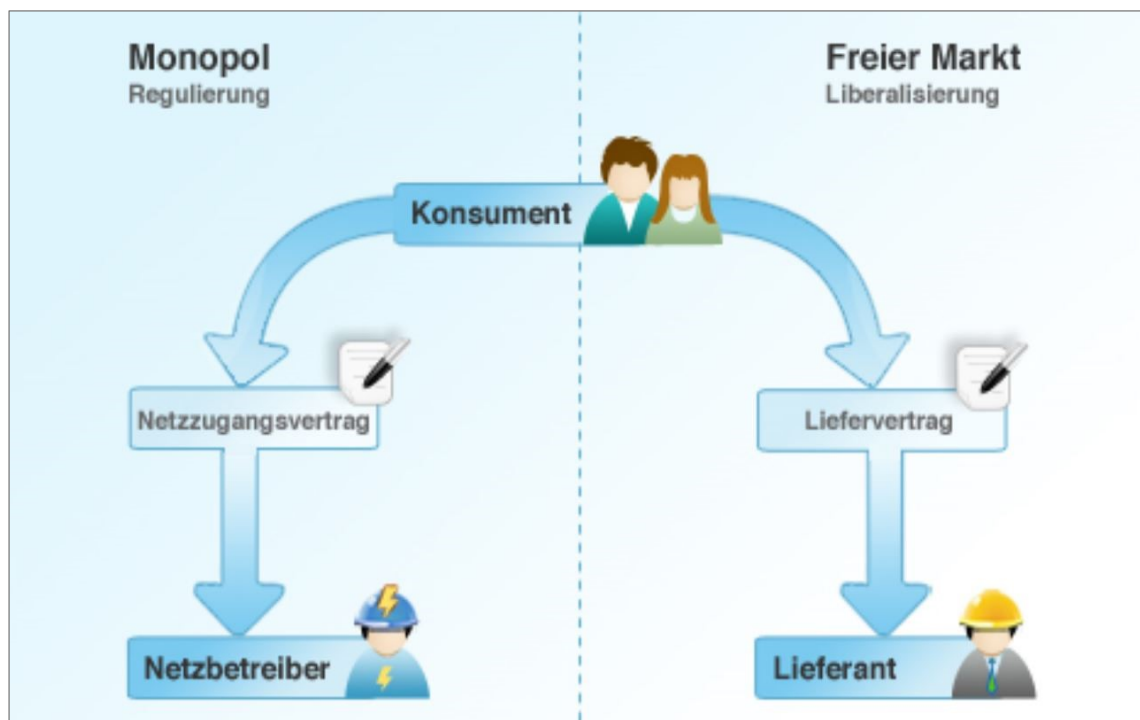 Monopol
Regulierung
Freier Markt
Liberalisierung
Konsument
Netzzugangsvertrag
Liefervertrag
Netzbetreiber
Lieferant